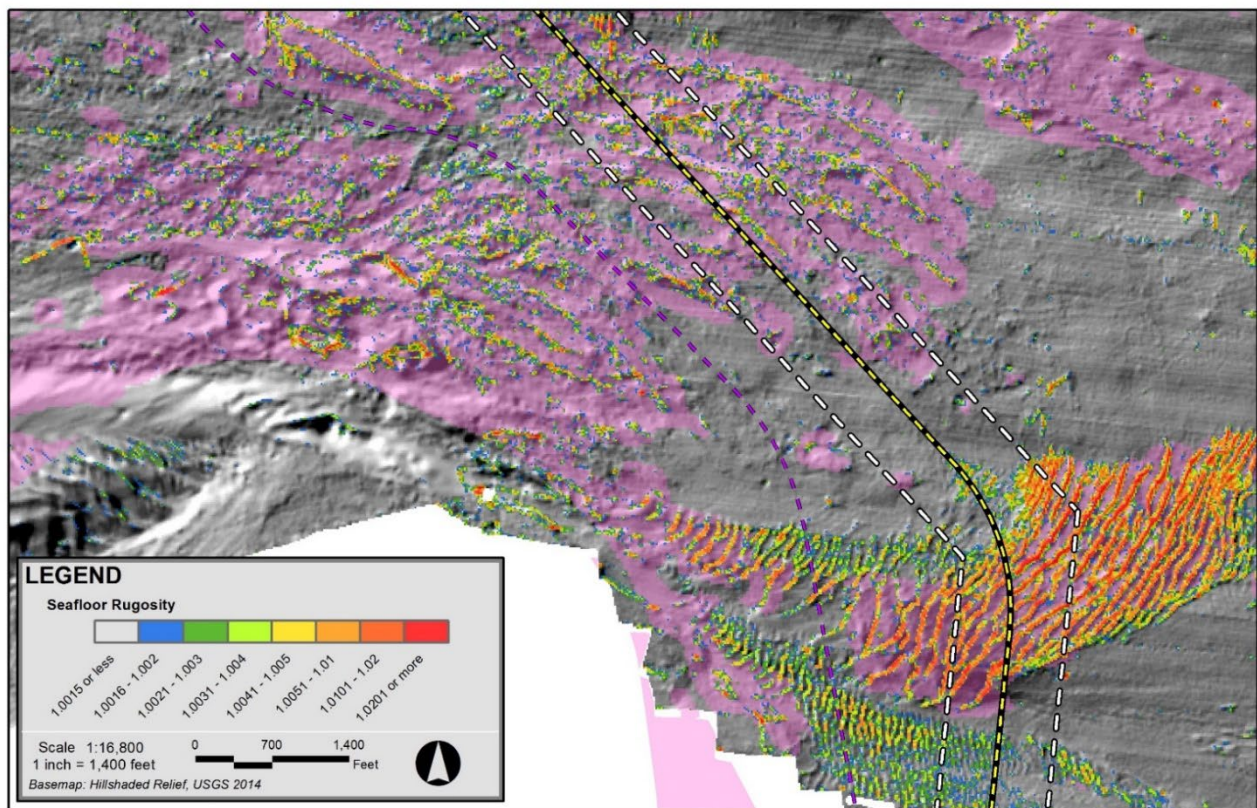 LEGEND
Seafloor Rugosity
1.0015 or less
1.0016 - 1.002
1.0021 - 1.003
1.0031 - 1.004
1.0041 - 1.005
1.0051 - 1.01
1.0101 - 1.02
1.0201 or more
Scale 1:16,800
1 inch = 1,400 feet
0 700 1,400
Feet
Basemap: Hillshaded Relief, USGS 2014